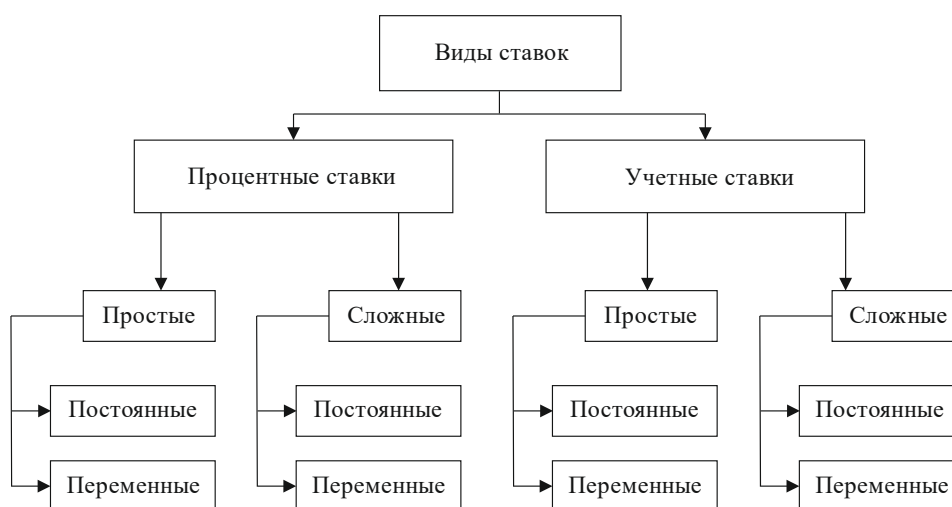 Виды ставок
Процентные ставки
Учетные ставки
Простые
Сложные
Простые
Сложные
Постоянные
Постоянные
Постоянные
Постоянные
Переменные
Переменные
Переменные
Переменные